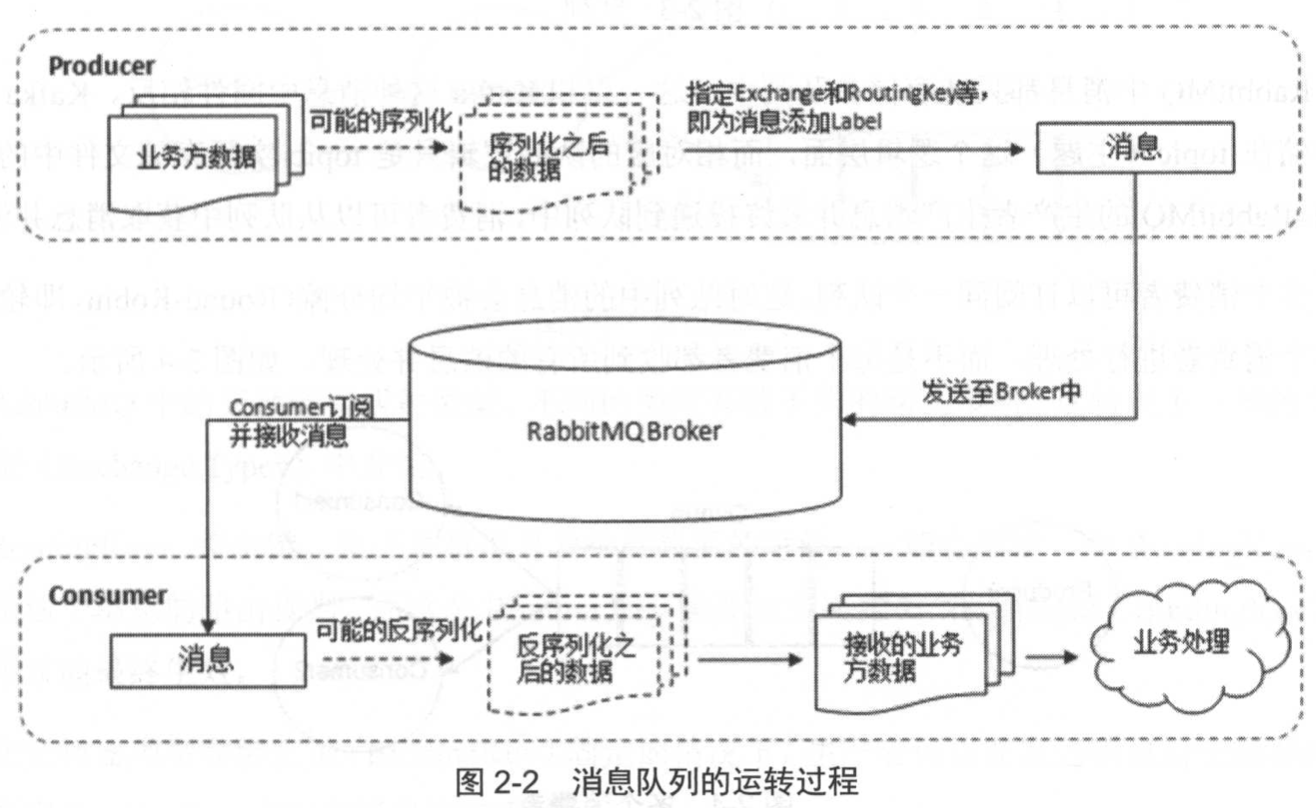 Producer
业务方数据
可能的序列化
序列化之后
的数据
指定Exchange和RoutingKey等，
即为消息添加Label
消息
发送至Broker中
RabbitMQ Broker
Consumer订阅
并接收消息
Consumer
消息
可能的反序列化
反序列化之
后的数据
接收的业务
方数据
业务处理
图 2-2 消息队列的运转过程